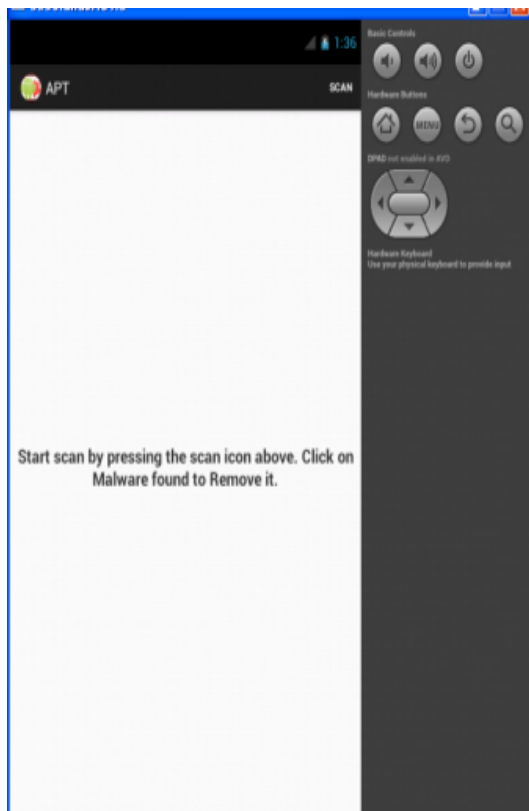 1:36
APT
SCAN
Start scan by pressing the scan icon above. Click on
Malware found to Remove it.
Basic Controls
Hardware Buttons
MENU
DPAD not enabled in AVD
Hardware Keyboard
Use your physical keyboard to provide input